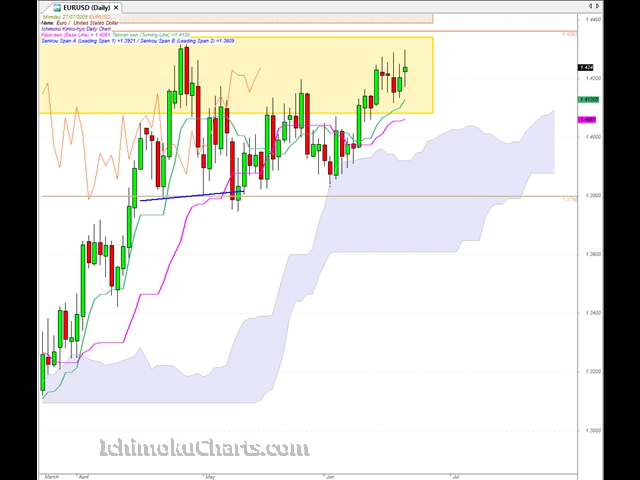 EURUSD (Daily)
Monday 27/07/2009 EURUSD
Name: Euro / United States Dollar
Ichimoku Kinko-hyo Daily Chart
Kijun-sen (Base Line) = 1.4061 Tenkan-sen (Turning Line) =1.4130
Senkou Span A (Leading Span 1) =1.3921 / Senkou Span B (Leading Span 2) =1.3609
1.4400
1.424
1.4200
1.4061
1.4000
1.3800
1.3600
1.3400
1.3200
1.3000
IchimokuCharts.com
March April May Jun Jul